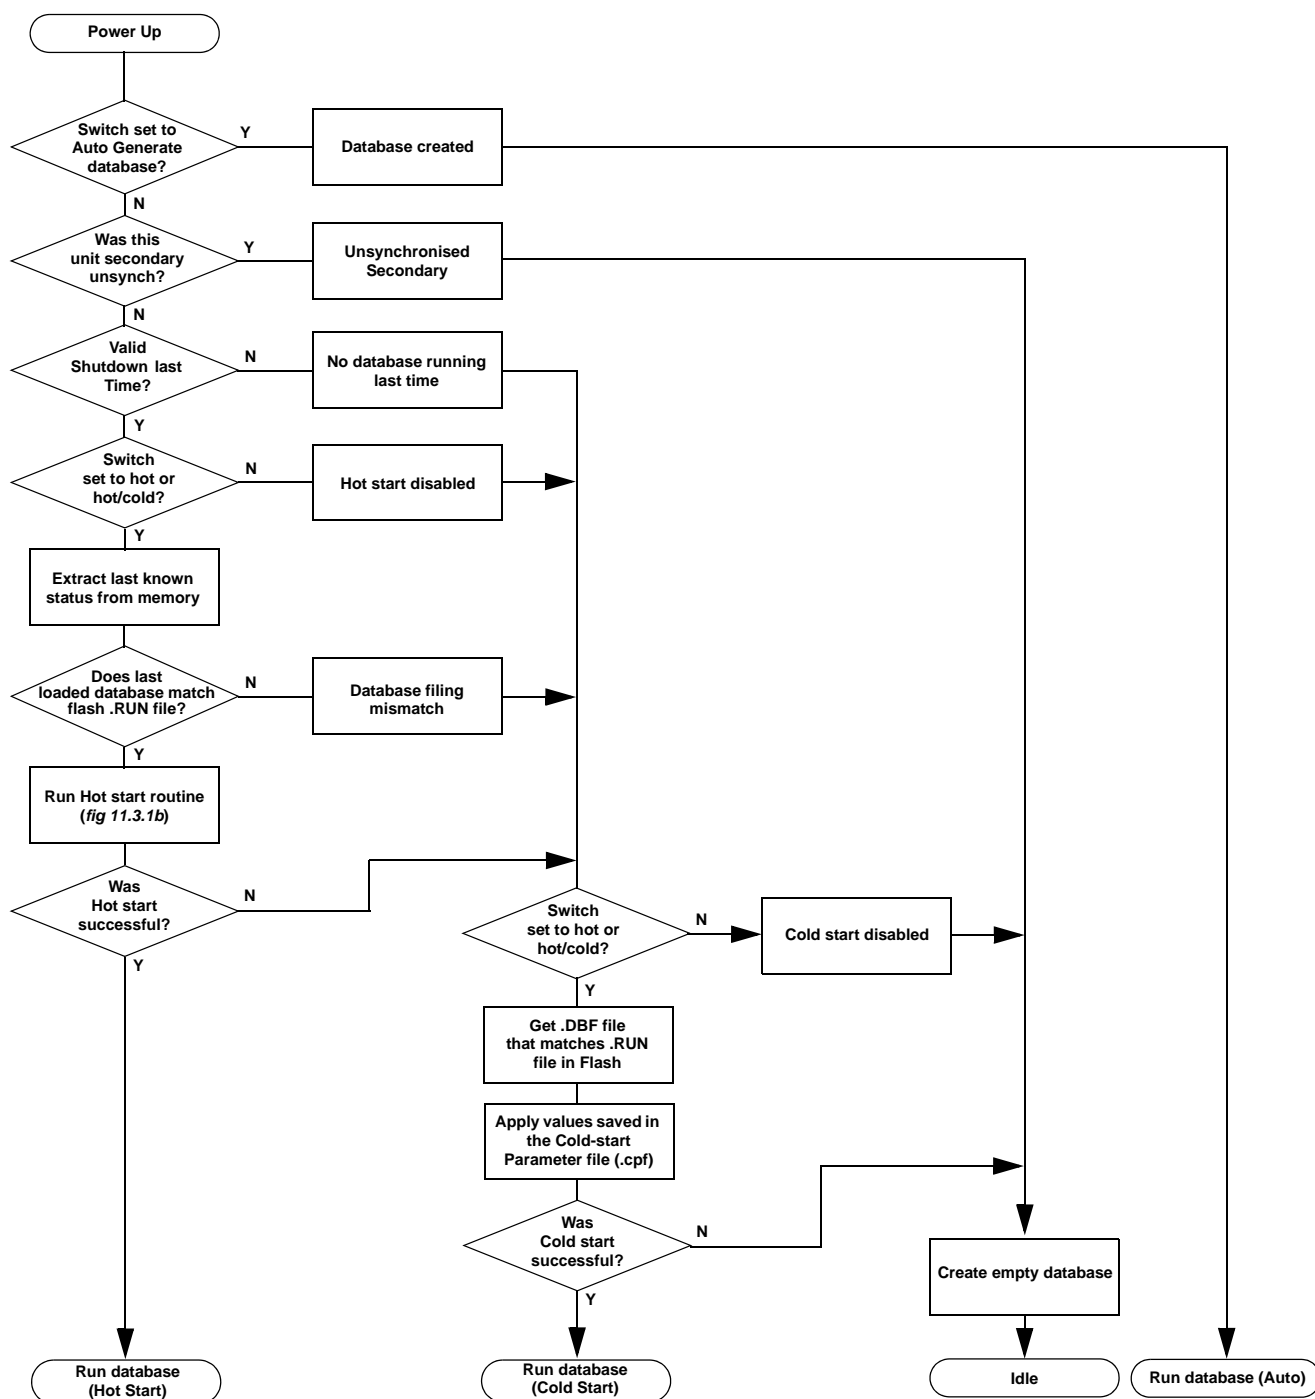 Power Up
Switch set to
Auto Generate
database?
Y
Database created
N
Was this
unit secondary
unsynch?
Y
Unsynchronised
Secondary
N
Valid
Shutdown last
Time?
N
No database running
last time
Y
Switch
set to hot or
hot/cold?
N
Hot start disabled
Y
Extract last known
status from memory
Does last
loaded database match
flash .RUN file?
N
Database filing
mismatch
Y
Run Hot start routine
(fig 11.3.1b)
Was
Hot start
successful?
N
Y
Switch
set to hot or
hot/cold?
N
Cold start disabled
Y
Get .DBF file
that matches .RUN
file in Flash
Apply values saved in
the Cold-start
Parameter file (.cpf)
Was
Cold start
successful?
N
Y
Create empty database
Run database
(Hot Start)
Run database
(Cold Start)
Idle
Run database (Auto)